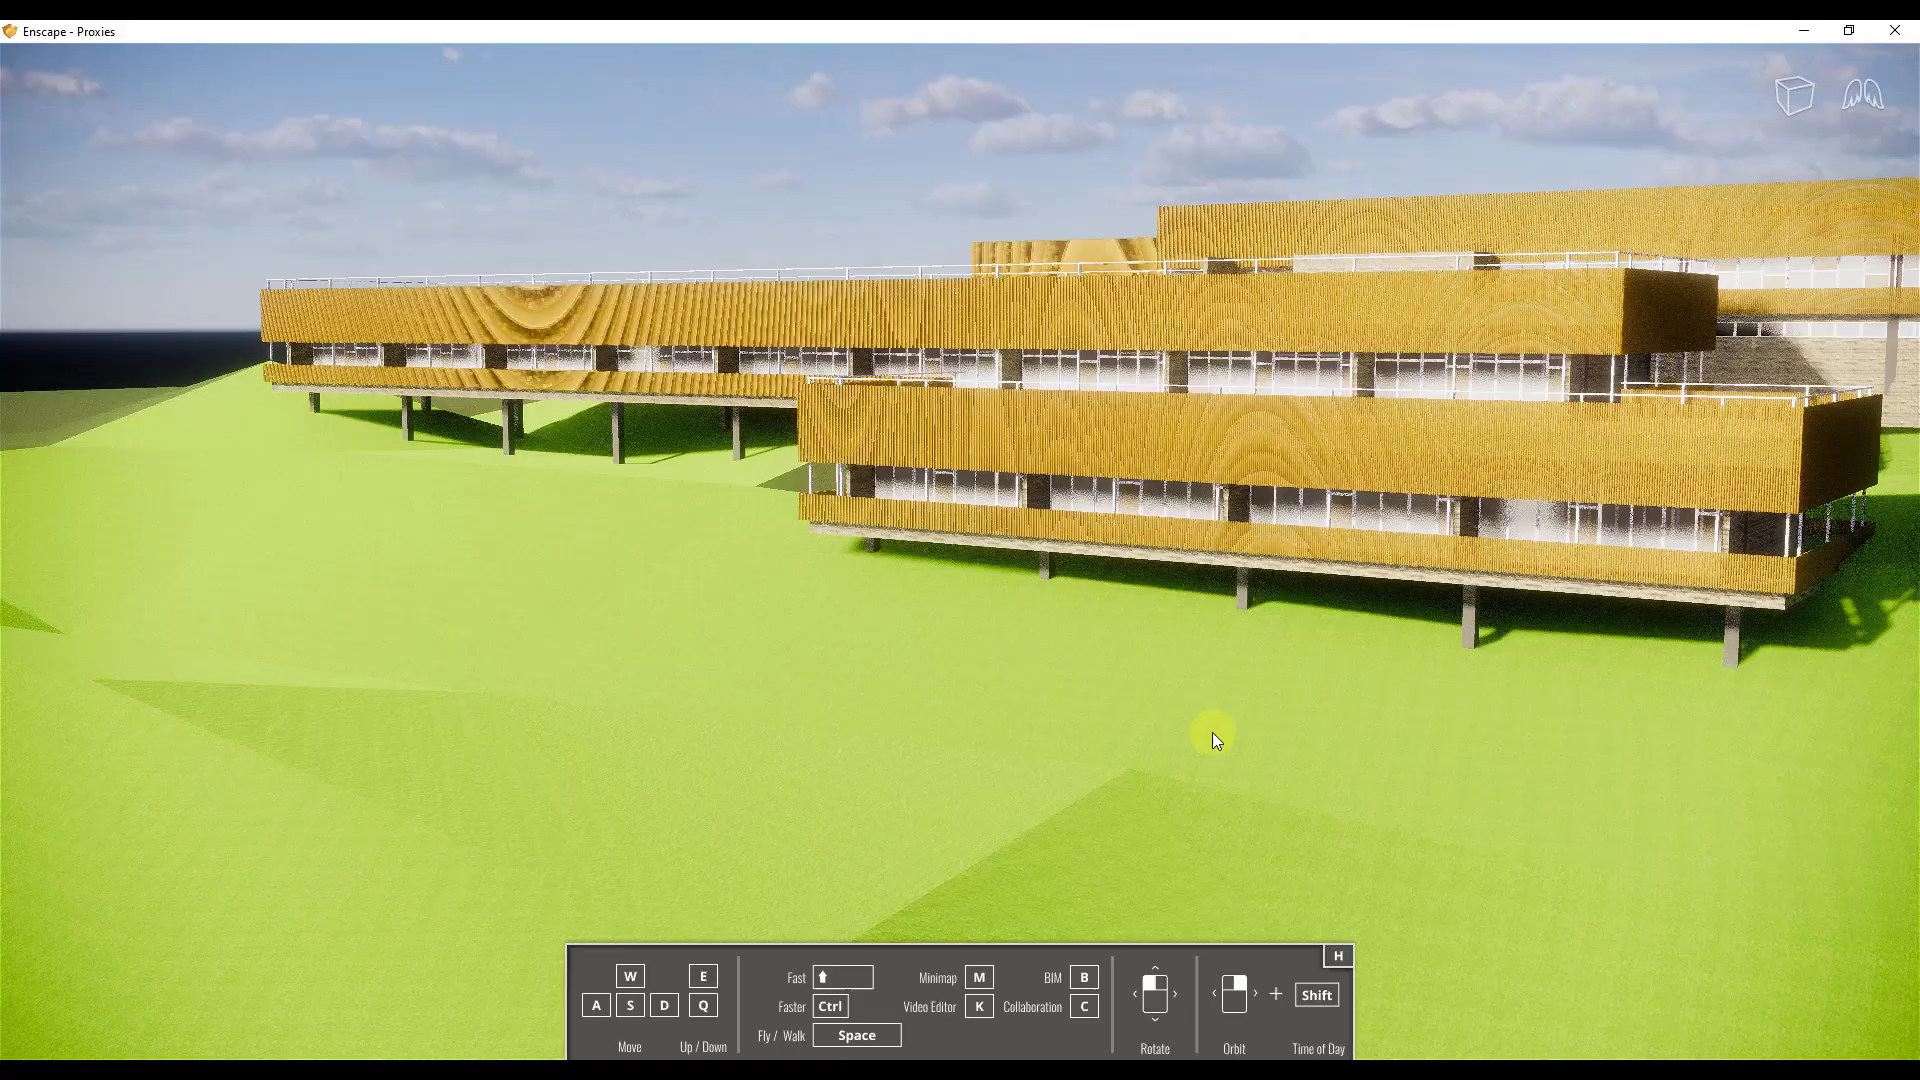 Enscape - Proxies
H
W E
A S D Q
Move Up / Down
Fast Minimap M BIM B
Faster Ctrl Video Editor K Collaboration C
Fly / Walk Space
Rotate
+ Shift
Orbit Time of Day